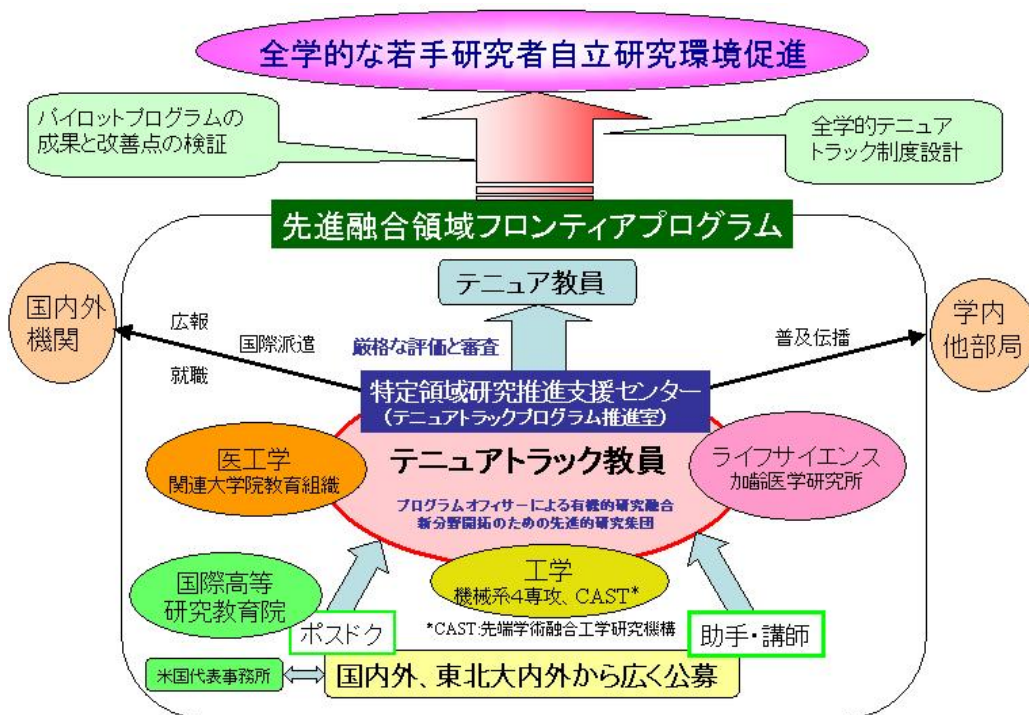 全学的な若手研究者自立研究環境促進
パイロットプログラムの
成果と改善点の検証
全学的テニュア
トラック制度設計
先進融合領域フロンティアプログラム
テニュア教員
国内外
機関
広報
国際派遣
就職
厳格な評価と審査
普及伝播
学内
他部局
特定領域研究推進支援センター
(テニュアトラックプログラム推進室)
テニュアトラック教員
医工学
関連大学院教育組織
ライフサイエンス
加齢医学研究所
プログラムオフィサーによる有機的研究融合
新分野開拓のための先進的研究集団
工学
機械系4専攻、CAST*
国際高等
研究教育院
ポスドク
*CAST:先端学術融合工学研究機構
助手・講師
米国代表事務所
国内外、東北大内外から広く公募